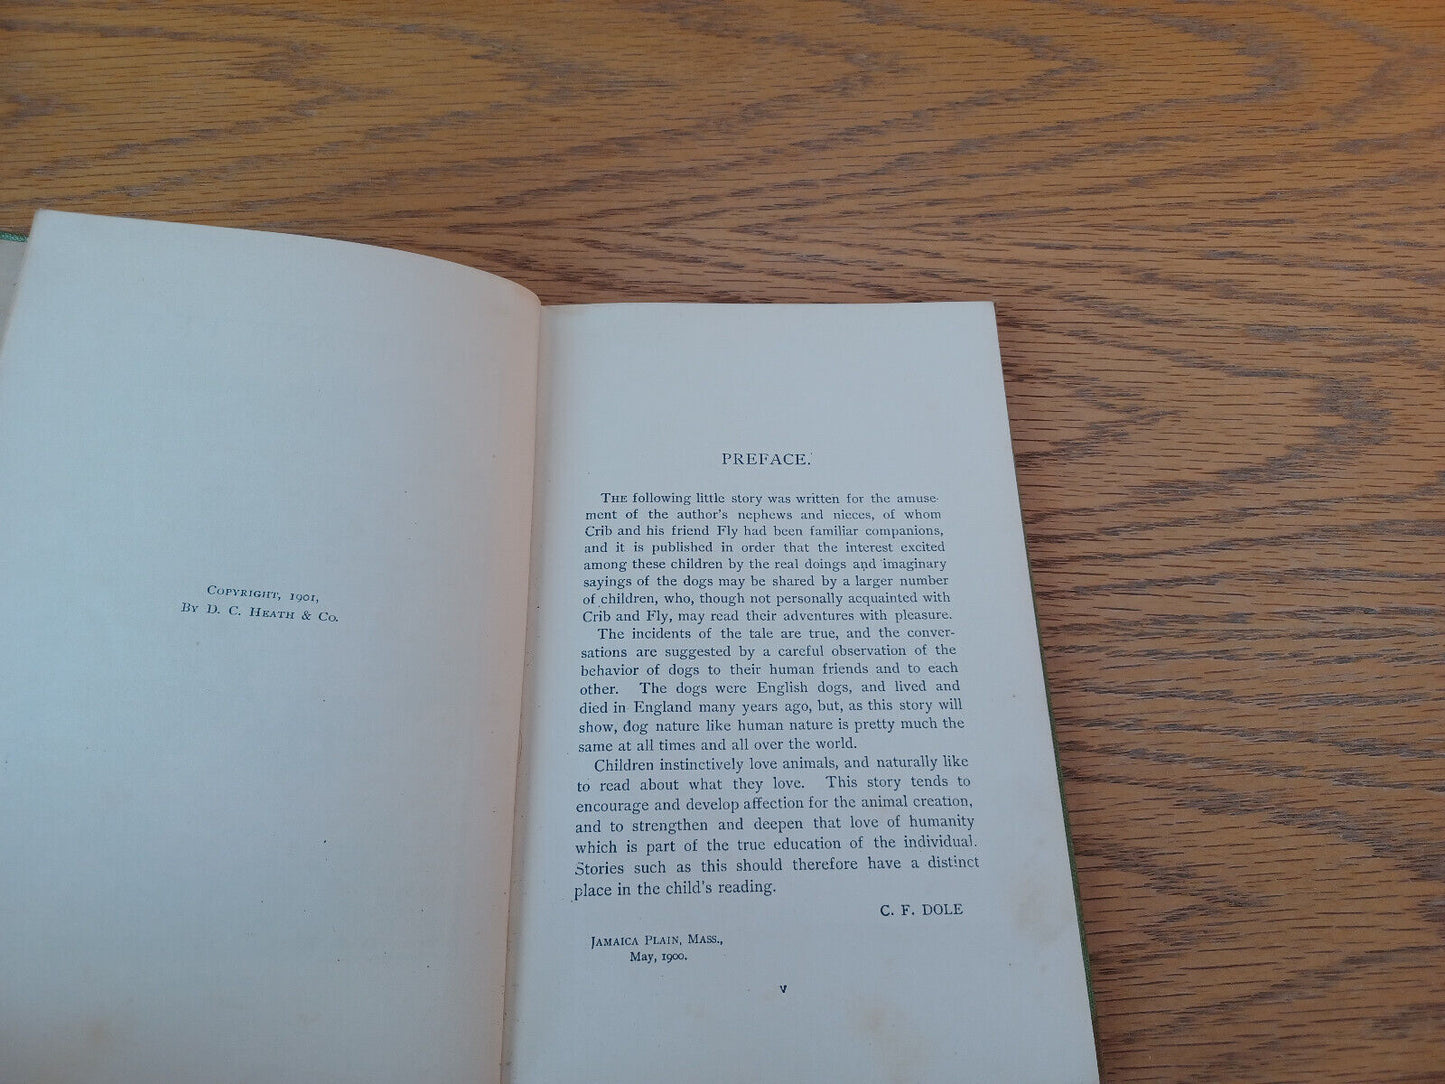 Copyright, 1901,
By D. C. Heath & Co.
PREFACE.
The following little story was written for the amuse-
ment of the author's nephews and nieces, of whom
Crib and his friend Fly had been familiar companions,
and it is published in order that the interest excited
among these children by the real doings and imaginary
sayings of the dogs may be shared by a larger number
of children, who, though not personally acquainted with
Crib and Fly, may read their adventures with pleasure.
The incidents of the tale are true, and the conver-
sations are suggested by a careful observation of the
behavior of dogs to their human friends and to each
other. The dogs were English dogs, and lived and
died in England many years ago, but, as this story will
show, dog nature like human nature is pretty much the
same at all times and all over the world.
Children instinctively love animals, and naturally like
to read about what they love. This story tends to
encourage and develop affection for the animal creation,
and to strengthen and deepen that love of humanity
which is part of the true education of the individual.
Stories such as this should therefore have a distinct
place in the child's reading.
C. F. DOLE
Jamaica Plain, Mass.,
May, 1900.
v